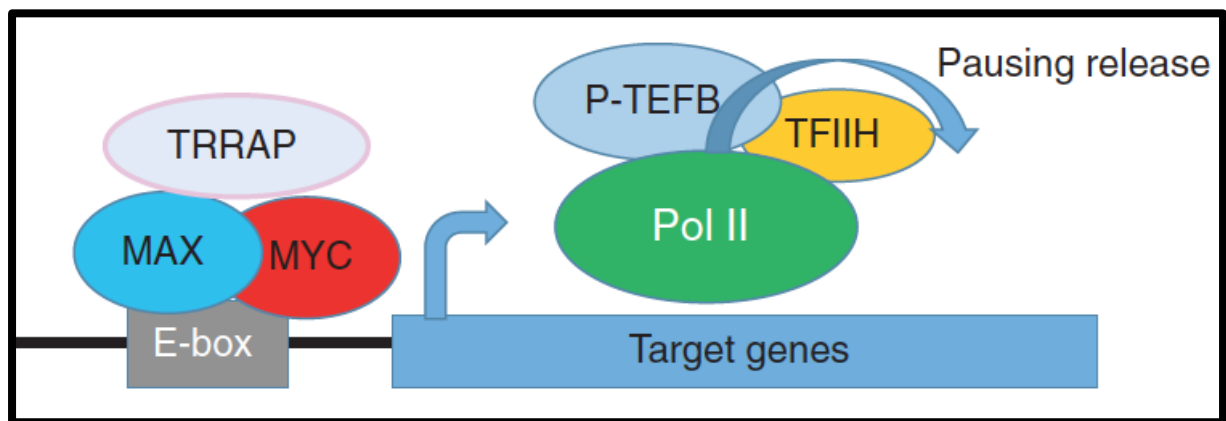 TRRAP
MAX
MYC
E-box
P-TEFB
TFIIH
Pol II
Pausing release
Target genes